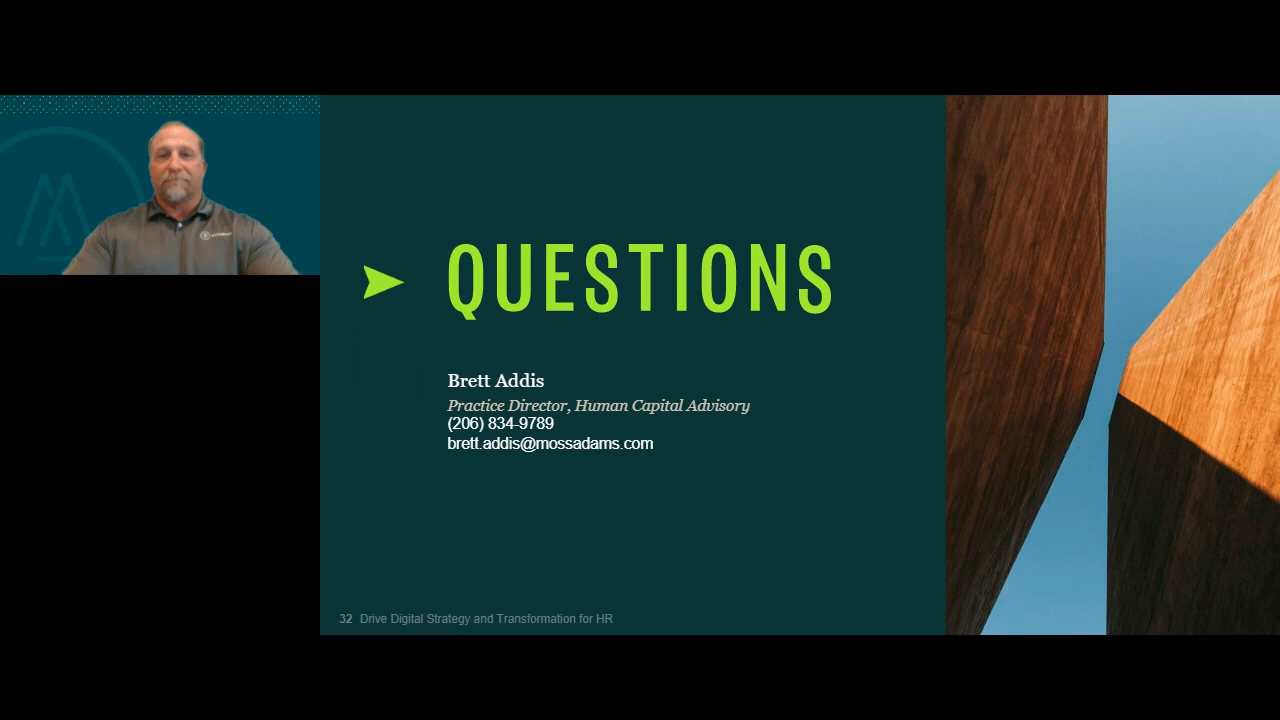 QUESTIONS
Brett Addis
Practice Director, Human Capital Advisory
(206) 834-9789
brett.addis@mossadams.com
32 Drive Digital Strategy and Transformation for HR